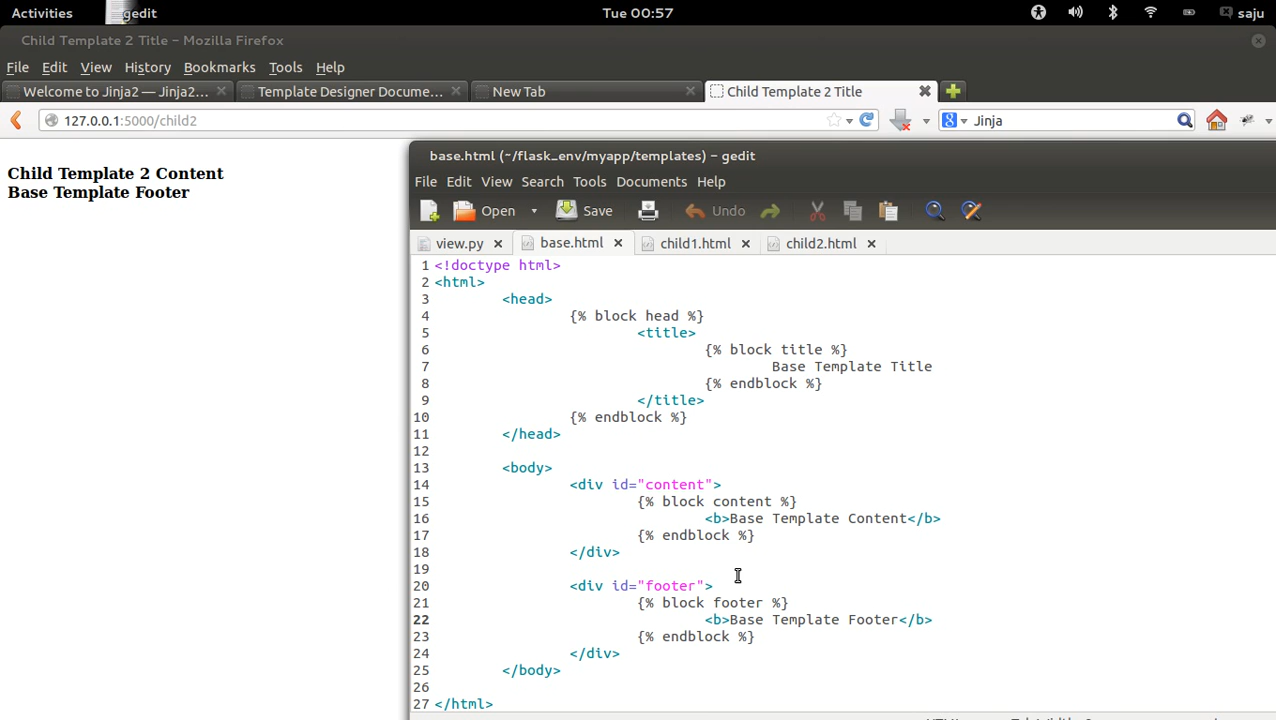 Activities gedit Tue 00:57 saju
Child Template 2 Title - Mozilla Firefox
File Edit View History Bookmarks Tools Help
Welcome to Jinja2 — Jinja2... Template Designer Docume... New Tab Child Template 2 Title
127.0.0.1:5000/child2 Jinja
Child Template 2 Content
Base Template Footer
base.html (~/flask_env/myapp/templates) - gedit
File Edit View Search Tools Documents Help
Open Save Undo
view.py base.html child1.html child2.html
1 <!doctype html>
2 <html>
3 <head>
4 {% block head %}
5 <title>
6 {% block title %}
7 Base Template Title
8 {% endblock %}
9 </title>
10 {% endblock %}
11 </head>
12
13 <body>
14 <div id="content">
15 {% block content %}
16 <b>Base Template Content</b>
17 {% endblock %}
18 </div>
19
20 <div id="footer">
21 {% block footer %}
22 <b>Base Template Footer</b>
23 {% endblock %}
24 </div>
25 </body>
26
27 </html>